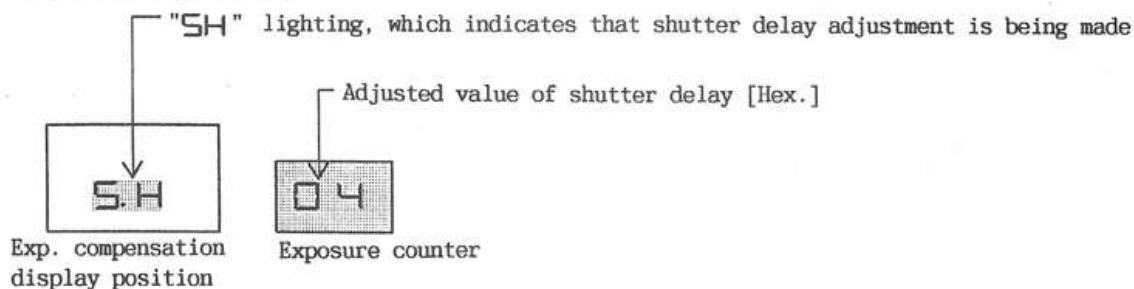 "SH" lighting, which indicates that shutter delay adjustment is being made
Adjusted value of shutter delay [Hex.]
S.H
04
Exp. compensation
display position
Exposure counter